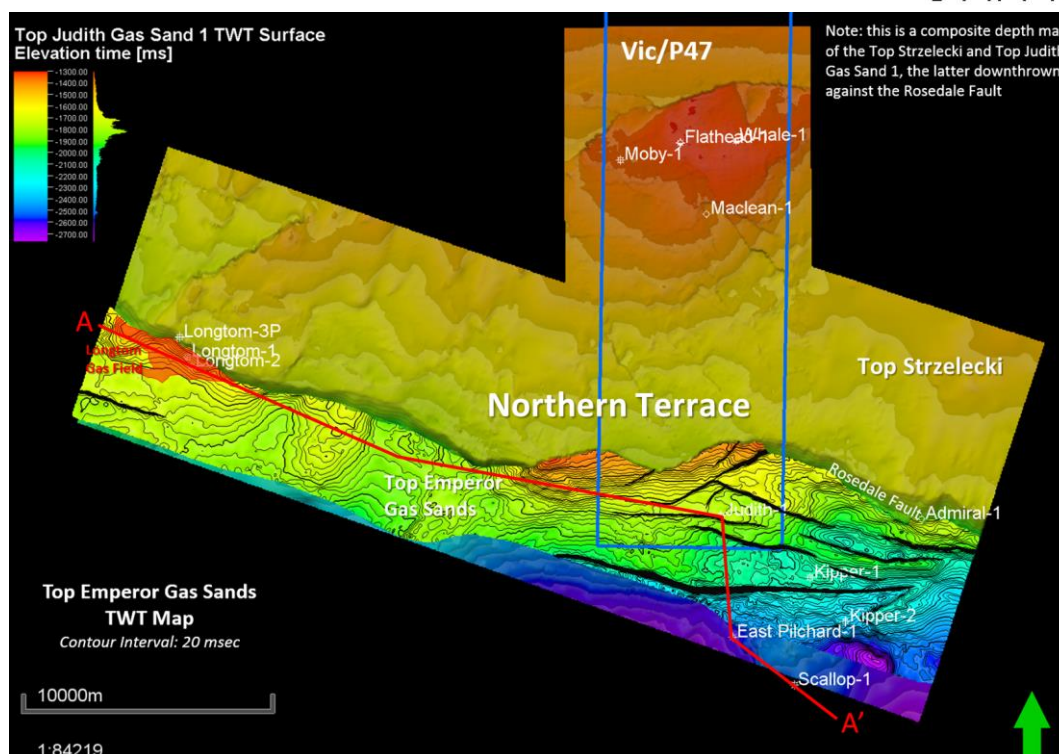 Top Judith Gas Sand 1 TWT Surface
Elevation time [ms]
-1300.00
-1400.00
-1500.00
-1600.00
-1700.00
-1800.00
-1900.00
-2000.00
-2100.00
-2200.00
-2300.00
-2400.00
-2500.00
-2600.00
-2700.00
Vic/P47
Note: this is a composite depth ma
of the Top Strzelecki and Top Judith
Gas Sand 1, the latter downthrown
against the Rosedale Fault
Flathead-1
Whale-1
Moby-1
Maclean-1
A
Longtom-3P
Longtom-1
Longtom-2
Longtom
Gas Field
Top Strzelecki
Northern Terrace
Top Emperor
Gas Sands
Rosedale Fault
Judith-1
Admiral-1
Kipper-1
Kipper-2
East Pilchard-1
Scallop-1
A'
Top Emperor Gas Sands
TWT Map
Contour Interval: 20 msec
10000m
1:84219